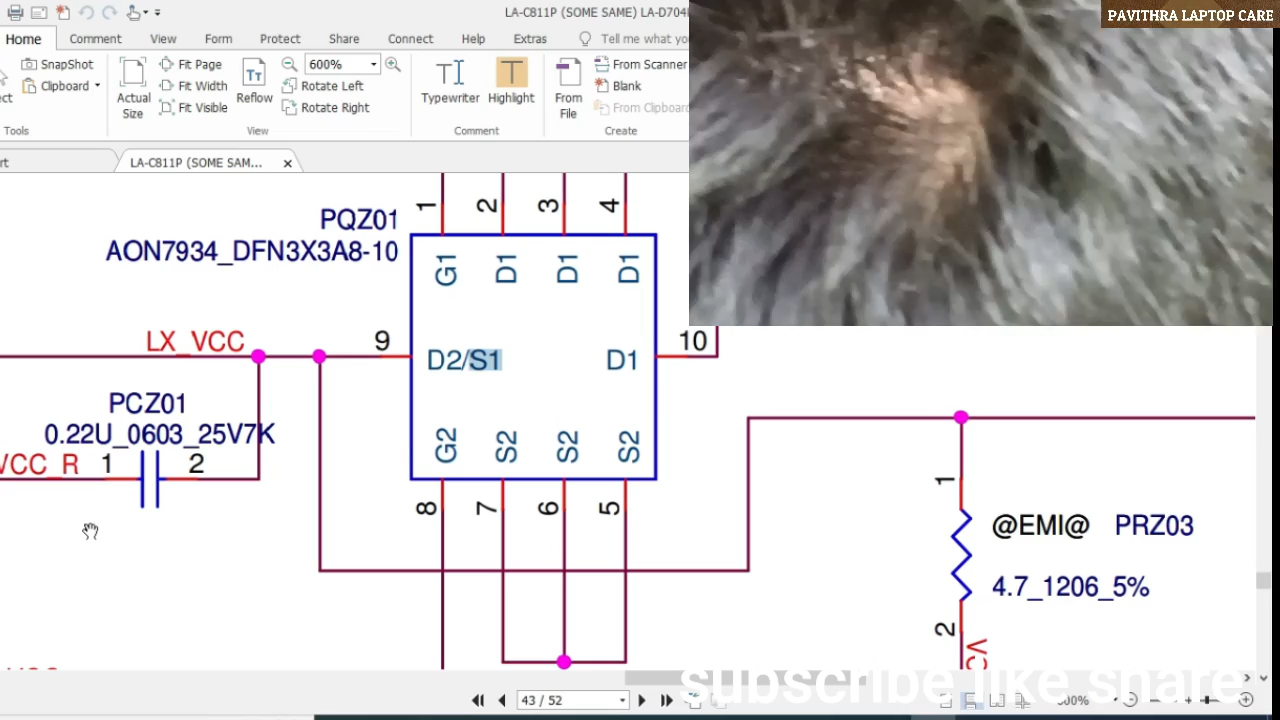 LA-C811P (SOME SAME) LA-D704
PAVITHRA LAPTOP CARE
Home Comment View Form Protect Share Connect Help Extras Tell me what you
SnapShot Fit Page 600% From Scanner
Clipboard Fit Width Rotate Left Blank
Actual Size Fit Visible Reflow Rotate Right Typewriter Highlight From File From Clipboard
Tools View Comment Create
LA-C811P (SOME SAM...
1 2 3 4
PQZ01
AON7934_DFN3X3A8-10
G1 D1 D1 D1
LX_VCC 9 10
D2/S1 D1
PCZ01
0.22U_0603_25V7K
G2 S2 S2 S2
VCC_R 1 2
8 7 6 5
1
@EMI@ PRZ03
4.7_1206_5%
2
43 / 52
subscribe like share
600%